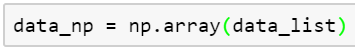 data_np = np.array(data_list)